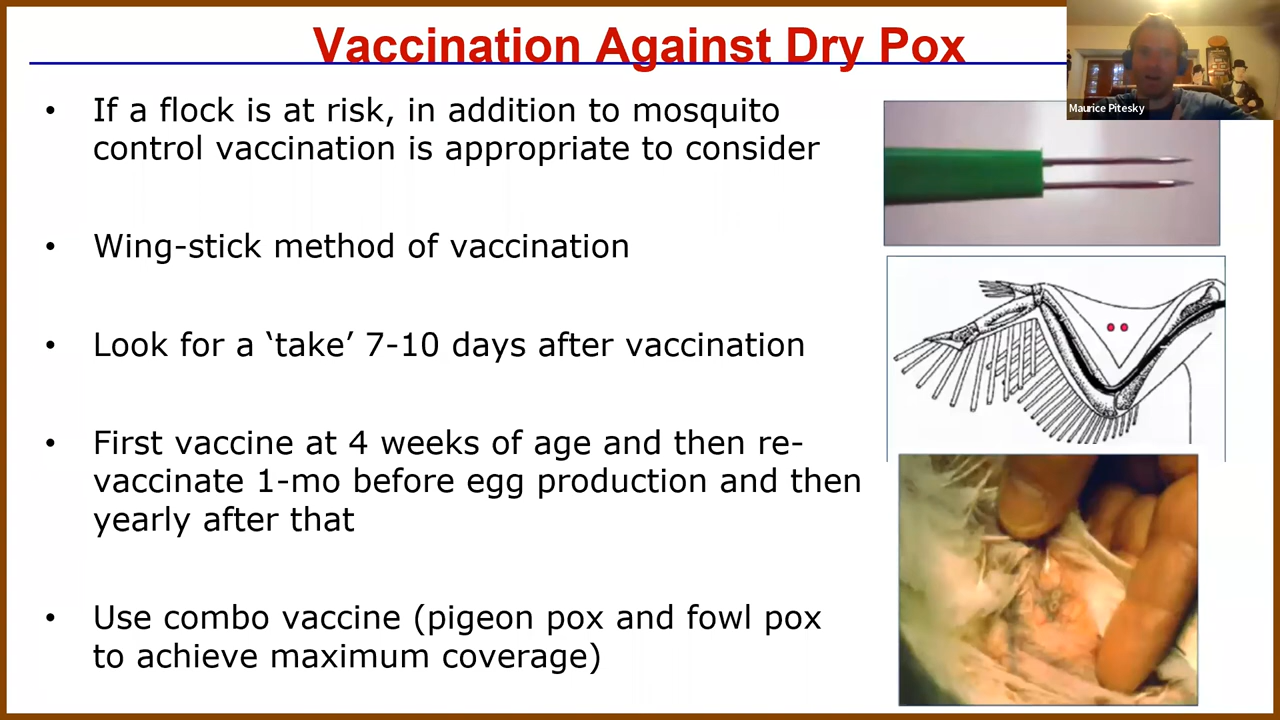 Vaccination Against Dry Pox
Maurice Pitesky
• If a flock is at risk, in addition to mosquito
control vaccination is appropriate to consider
• Wing-stick method of vaccination
• Look for a ‘take’ 7-10 days after vaccination
• First vaccine at 4 weeks of age and then re-
vaccinate 1-mo before egg production and then
yearly after that
• Use combo vaccine (pigeon pox and fowl pox
to achieve maximum coverage)